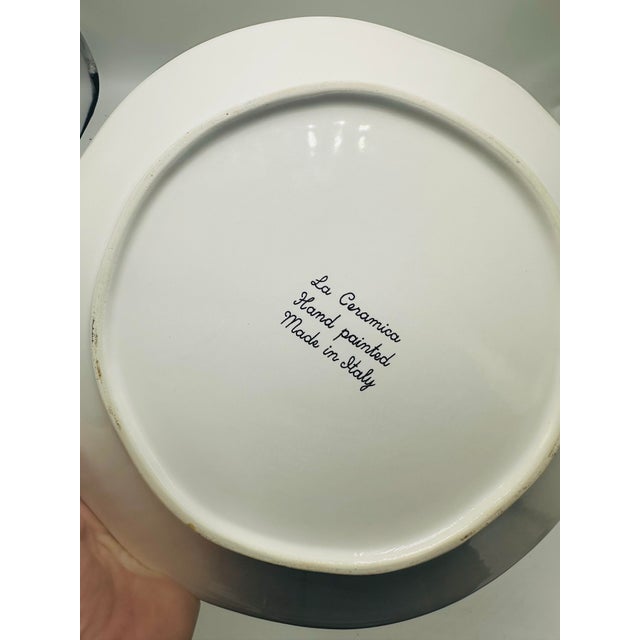 La Ceramica
Hand painted
Made in Italy